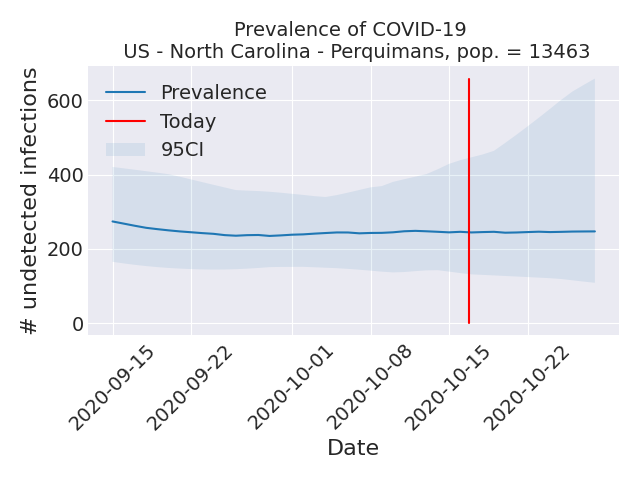 Prevalence of COVID-19
US - North Carolina - Perquimans, pop. = 13463
# undetected infections
600
400
200
0
Prevalence
Today
95CI
2020-09-15
2020-09-22
2020-10-01
2020-10-08
2020-10-15
2020-10-22
Date